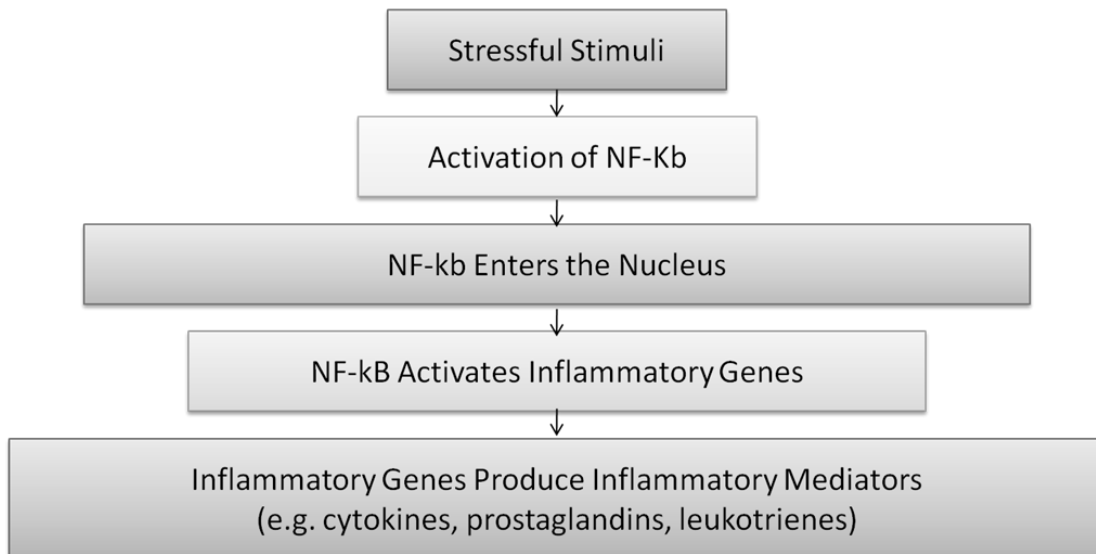 Stressful Stimuli
Activation of NF-Kb
NF-kb Enters the Nucleus
NF-kB Activates Inflammatory Genes
Inflammatory Genes Produce Inflammatory Mediators
(e.g. cytokines, prostaglandins, leukotrienes)